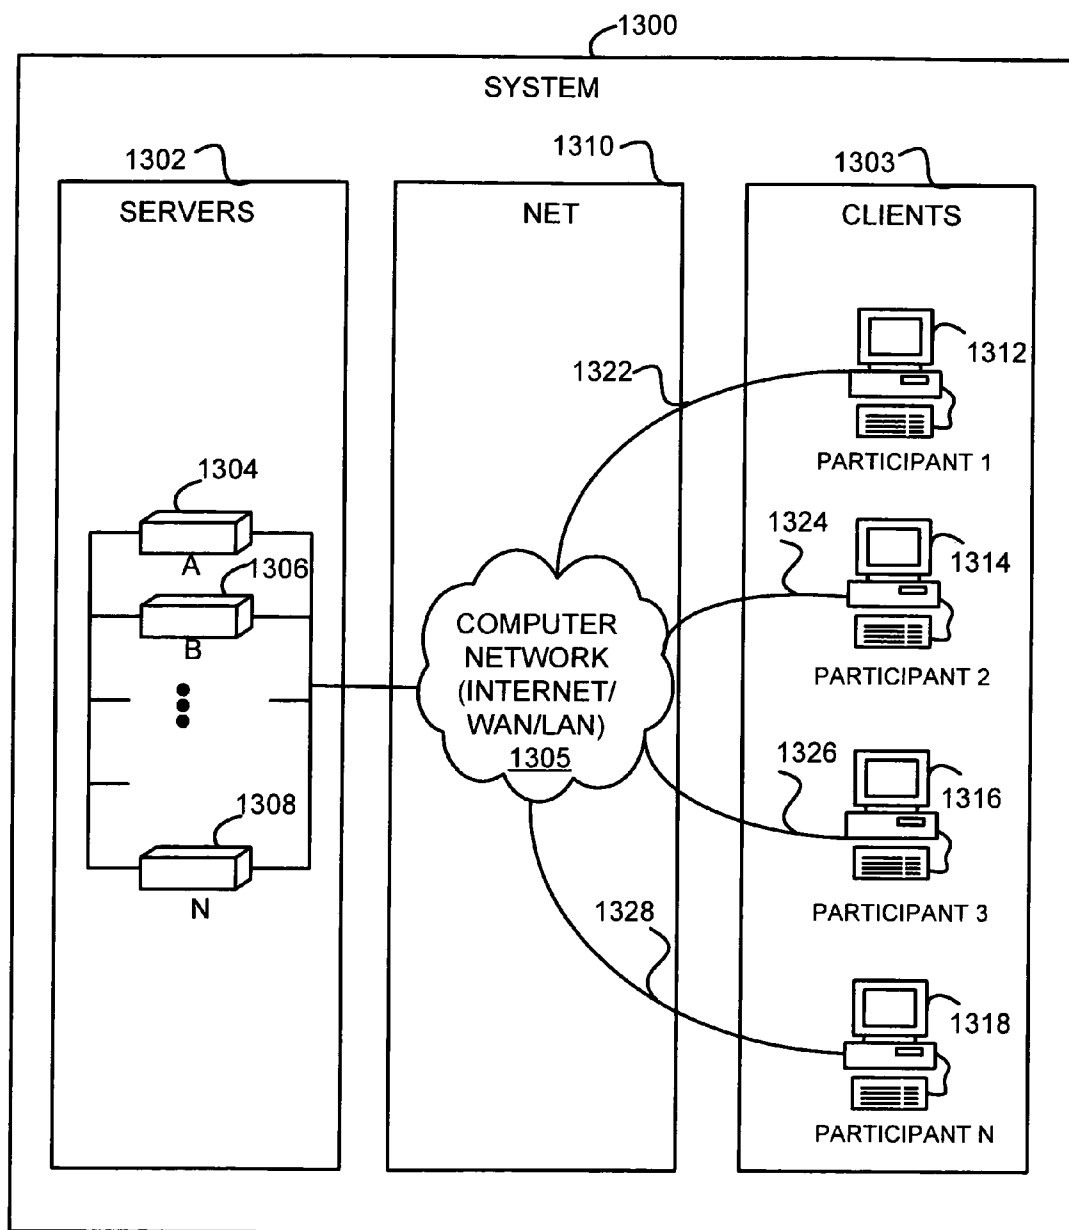 1300
SYSTEM
1302
1310
1303
SERVERS
NET
CLIENTS
1312
1322
PARTICIPANT 1
1304
A
1306
B
1324
1314
PARTICIPANT 2
COMPUTER
NETWORK
(INTERNET/
WAN/LAN)
1305
1326
1316
PARTICIPANT 3
1308
N
1328
1318
PARTICIPANT N